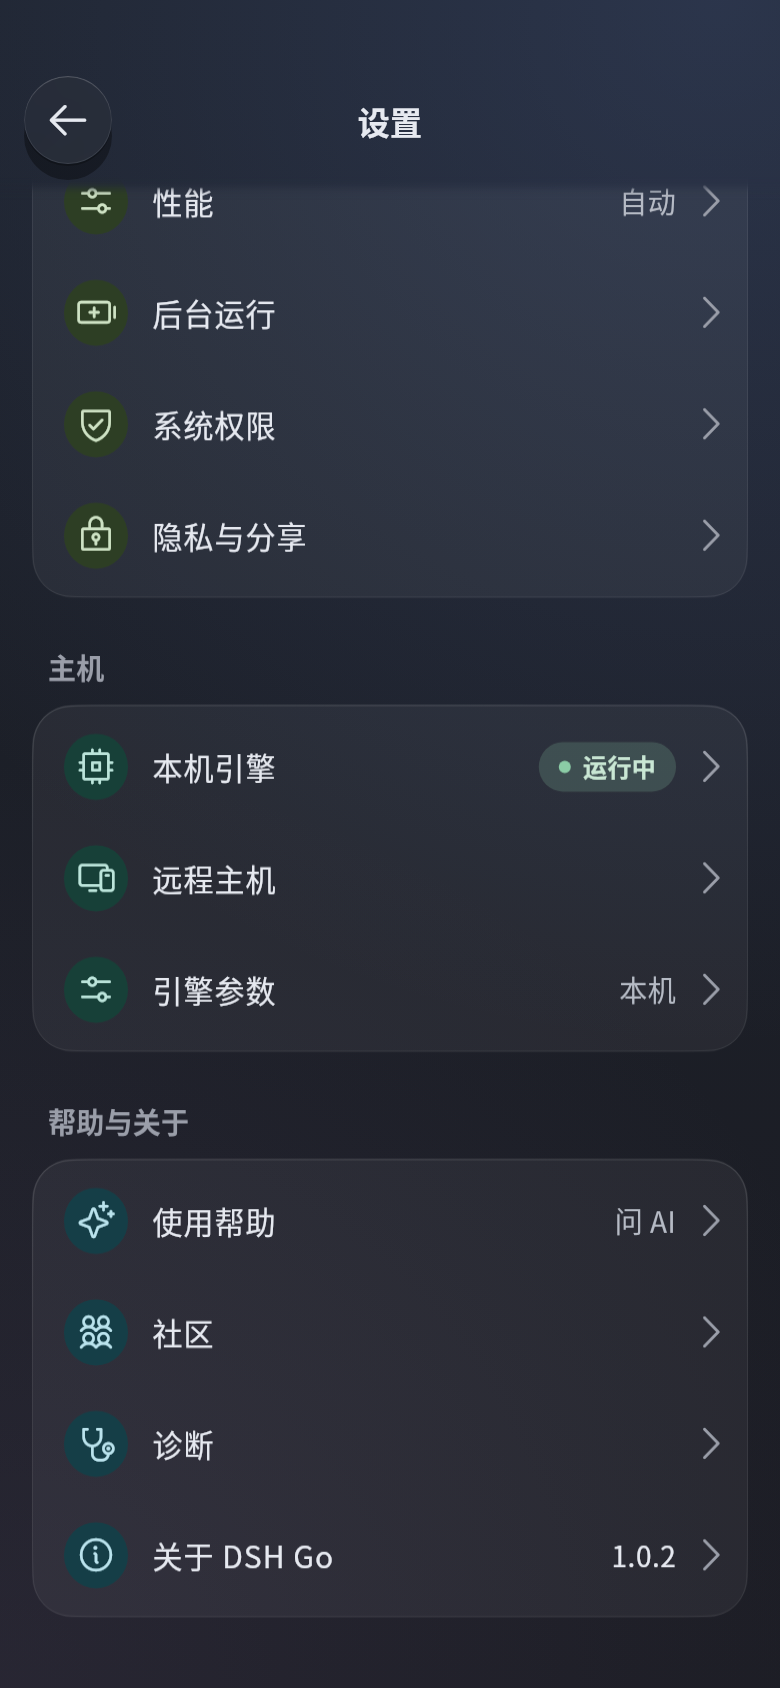 设置
性能
自动
后台运行
系统权限
隐私与分享
主机
本机引擎
运行中
远程主机
引擎参数
本机
帮助与关于
使用帮助
问 AI
社区
诊断
关于 DSH Go
1.0.2